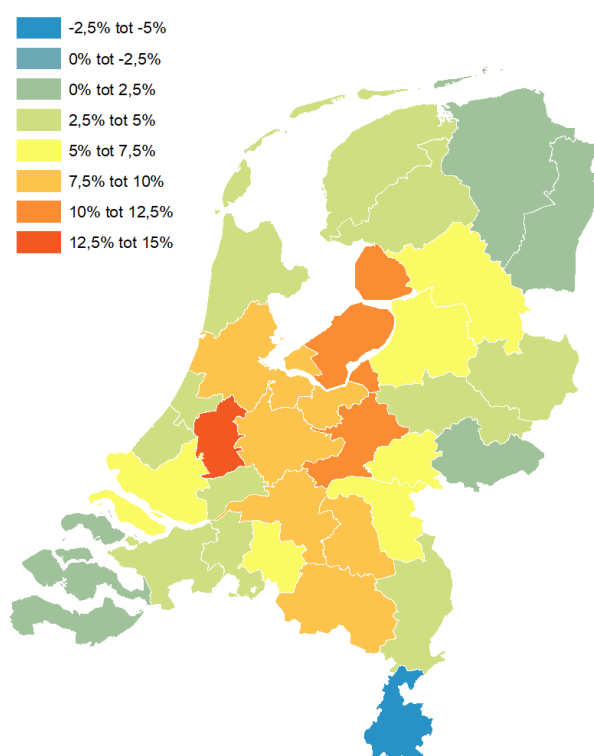 -2,5% tot -5%
0% tot -2,5%
0% tot 2,5%
2,5% tot 5%
5% tot 7,5%
7,5% tot 10%
10% tot 12,5%
12,5% tot 15%